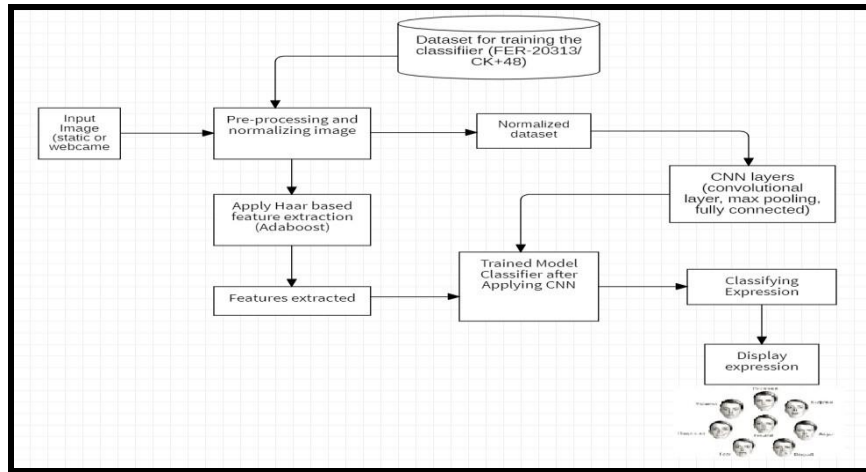 Dataset for training the
classifiier (FER-20313/
CK+48)
Input
Image
(static or
webcame
Pre-processing and
normalizing image
Normalized
dataset
CNN layers
(convolutional
layer, max pooling,
fully connected)
Apply Haar based
feature extraction
(Adaboost)
Trained Model
Classifier after
Applying CNN
Classifying
Expression
Features extracted
Display
expression